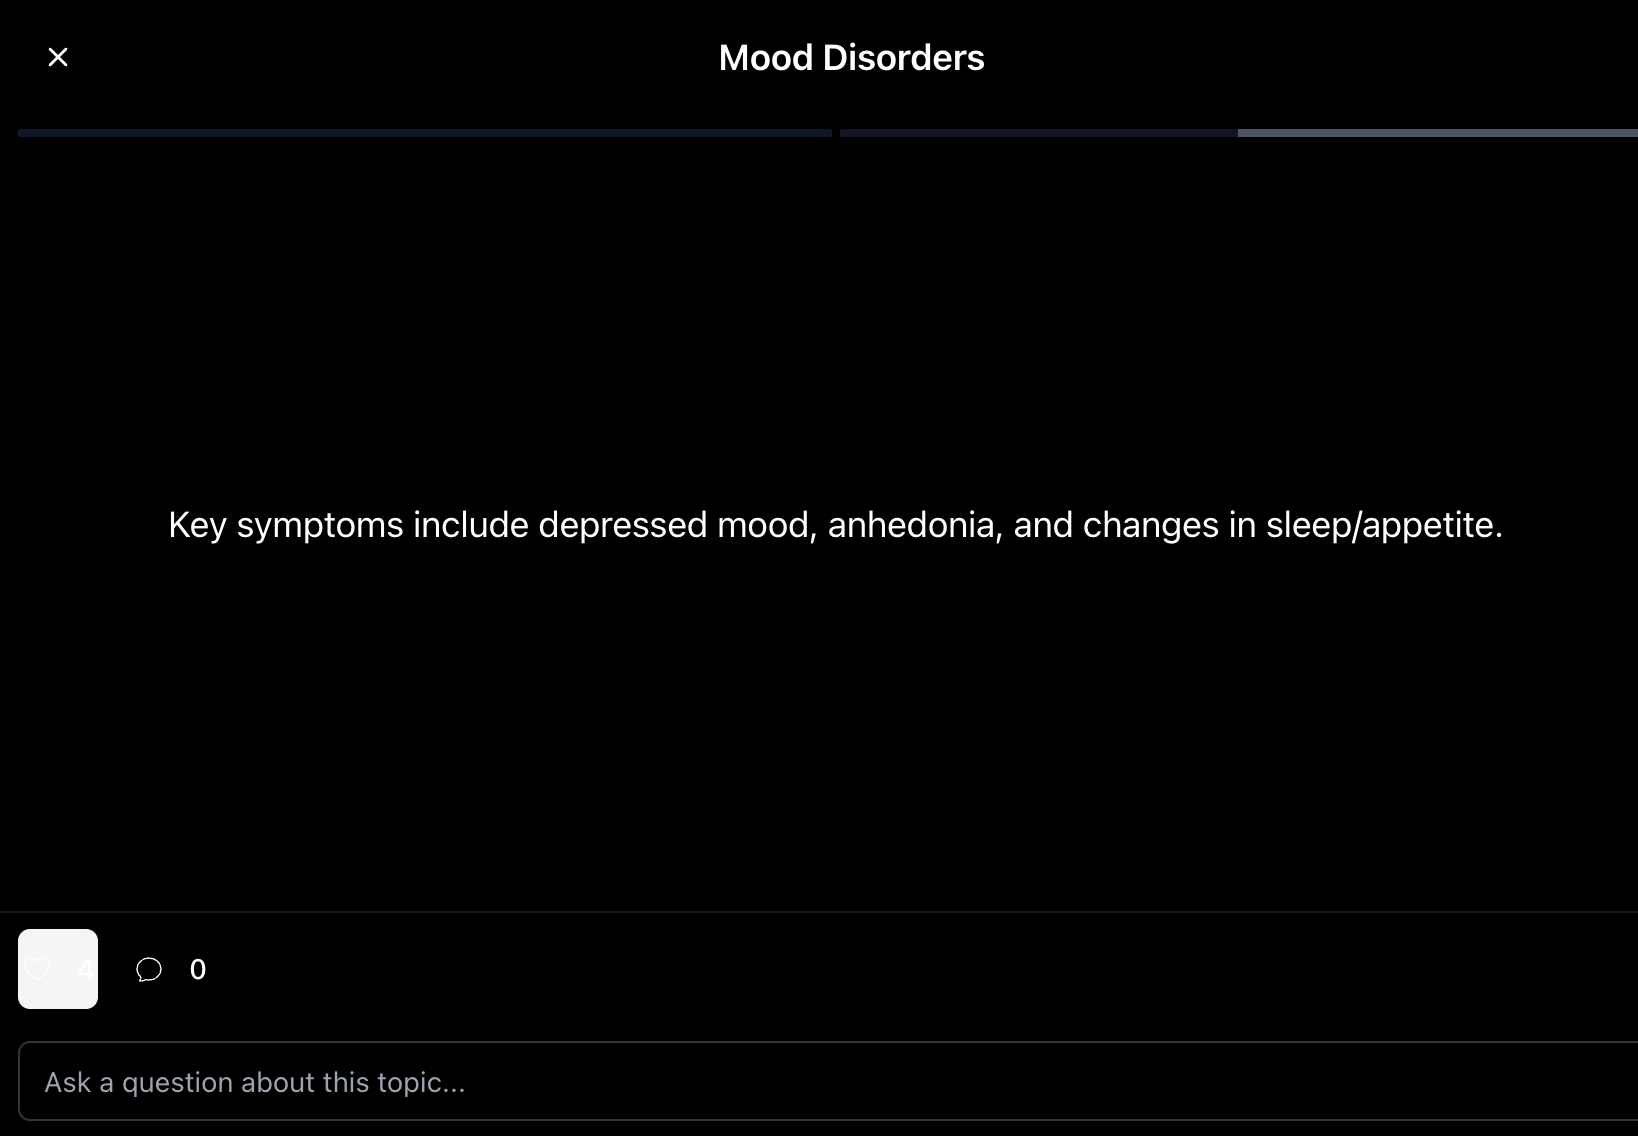 Mood Disorders
Key symptoms include depressed mood, anhedonia, and changes in sleep/appetite.
4
0
Ask a question about this topic...